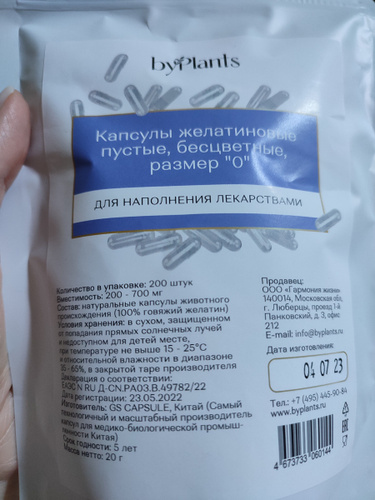 byPlants
Капсулы желатиновые
пустые, бесцветные,
размер "0"
ДЛЯ НАПОЛНЕНИЯ ЛЕКАРСТВАМИ
Количество в упаковке: 200 штук
Вместимость: 200 - 700 мг
Состав: натуральные капсулы животного
происхождения (100% говяжий желатин)
Условия хранения: в сухом, защищенном
от попадания прямых солнечных лучей
и недоступном для детей месте,
при температуре не выше 15 - 25°С
и относительной влажности в диапазоне
35 - 65%, в закрытой таре производителя
Декларация о соответствии:
ЕАЭС N RU Д-CN.РА03.В.49782/22
Дата регистрации: 23.05.2022
Изготовитель: GS CAPSULE, Китай (Самый
технологичный и масштабный производитель
капсул для медико-биологической промыш-
ленности Китая)
Срок годности: 5 лет
Масса: 20 г
Продавец:
ООО «Гармония жизни»
140014, Московская обл,
г. Люберцы, проезд 1-й
Панковский, д. 3, офис
212
E-mail: info@byplants.ru
Дата изготовления:
04 07 23
Тел.: +7 (495) 445-90-84
www.byplants.ru
4 673733 060144
EAC